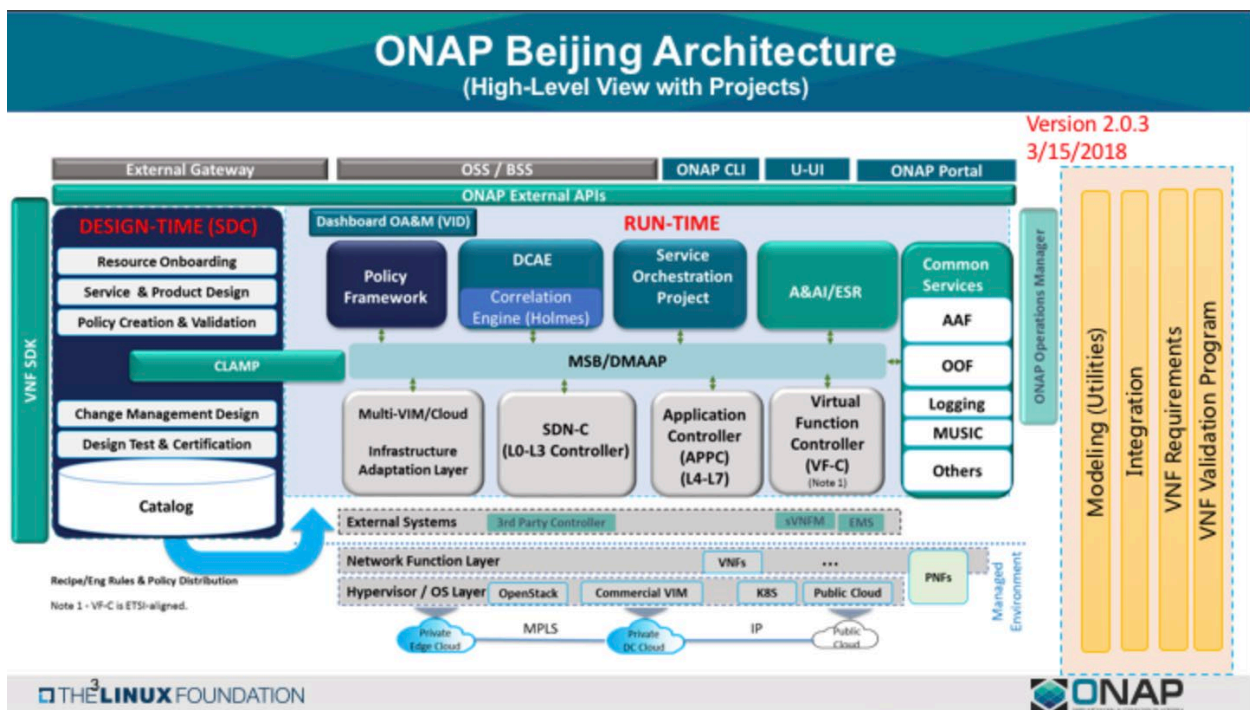 ONAP Beijing Architecture
(High-Level View with Projects)
Version 2.0.3
3/15/2018
External Gateway
OSS / BSS
ONAP CLI
U-UI
ONAP Portal
ONAP External APIs
VNF SDK
DESIGN-TIME (SDC)
Resource Onboarding
Service & Product Design
Policy Creation & Validation
CLAMP
Change Management Design
Design Test & Certification
Catalog
Dashboard OA&M (VID)
RUN-TIME
Policy
Framework
DCAE
Correlation
Engine (Holmes)
Service
Orchestration
Project
A&AI/ESR
MSB/DMAAP
Multi-VIM/Cloud
Infrastructure
Adaptation Layer
SDN-C
(L0-L3 Controller)
Application
Controller
(APPC)
(L4-L7)
Virtual
Function
Controller
(VF-C)
(Note 1)
Common
Services
AAF
OOF
Logging
MUSIC
Others
ONAP Operations Manager
Modeling (Utilities)
Integration
VNF Requirements
VNF Validation Program
External Systems
3rd Party Controller
sVNFM
EMS
Network Function Layer
VNFs
...
PNFs
Hypervisor / OS Layer
OpenStack
Commercial VIM
K8S
Public Cloud
Managed
Environment
Private
Edge Cloud
MPLS
Private
DC Cloud
IP
Public
Cloud
Recipe/Eng Rules & Policy Distribution
Note 1 - VF-C is ETSI-aligned.
3
THE LINUX FOUNDATION
ONAP